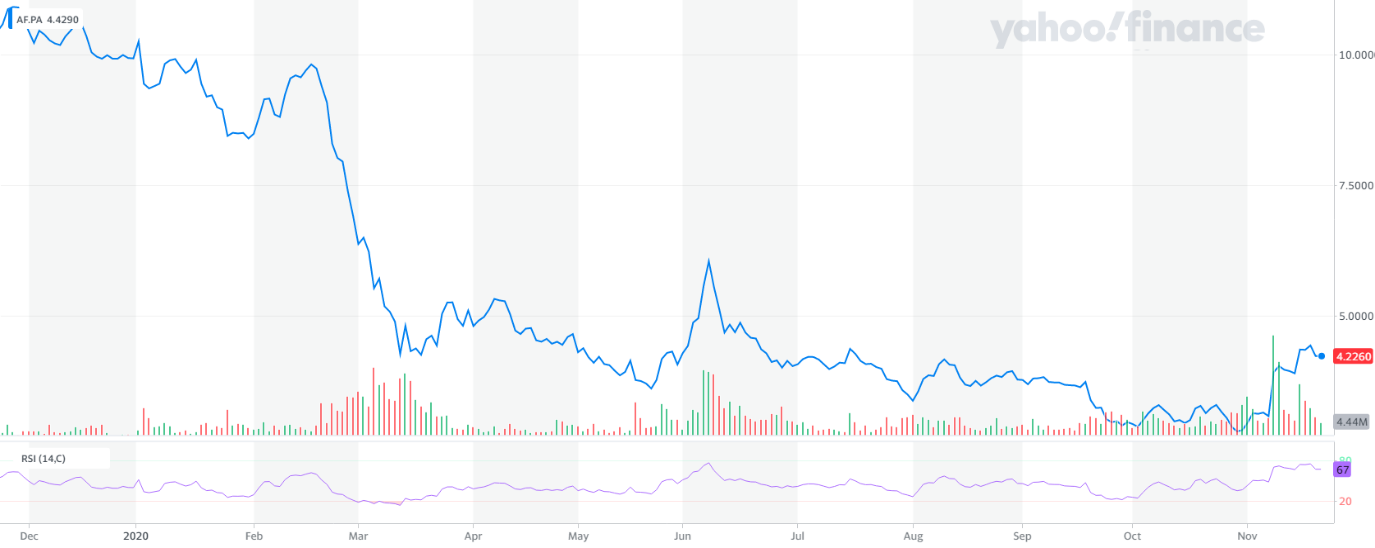 AF.PA 4.4290
yahoo!finance
10.0000
7.5000
5.0000
4.2260
4.44M
RSI (14,C)
80
67
20
Dec 2020 Feb Mar Apr May Jun Jul Aug Sep Oct Nov